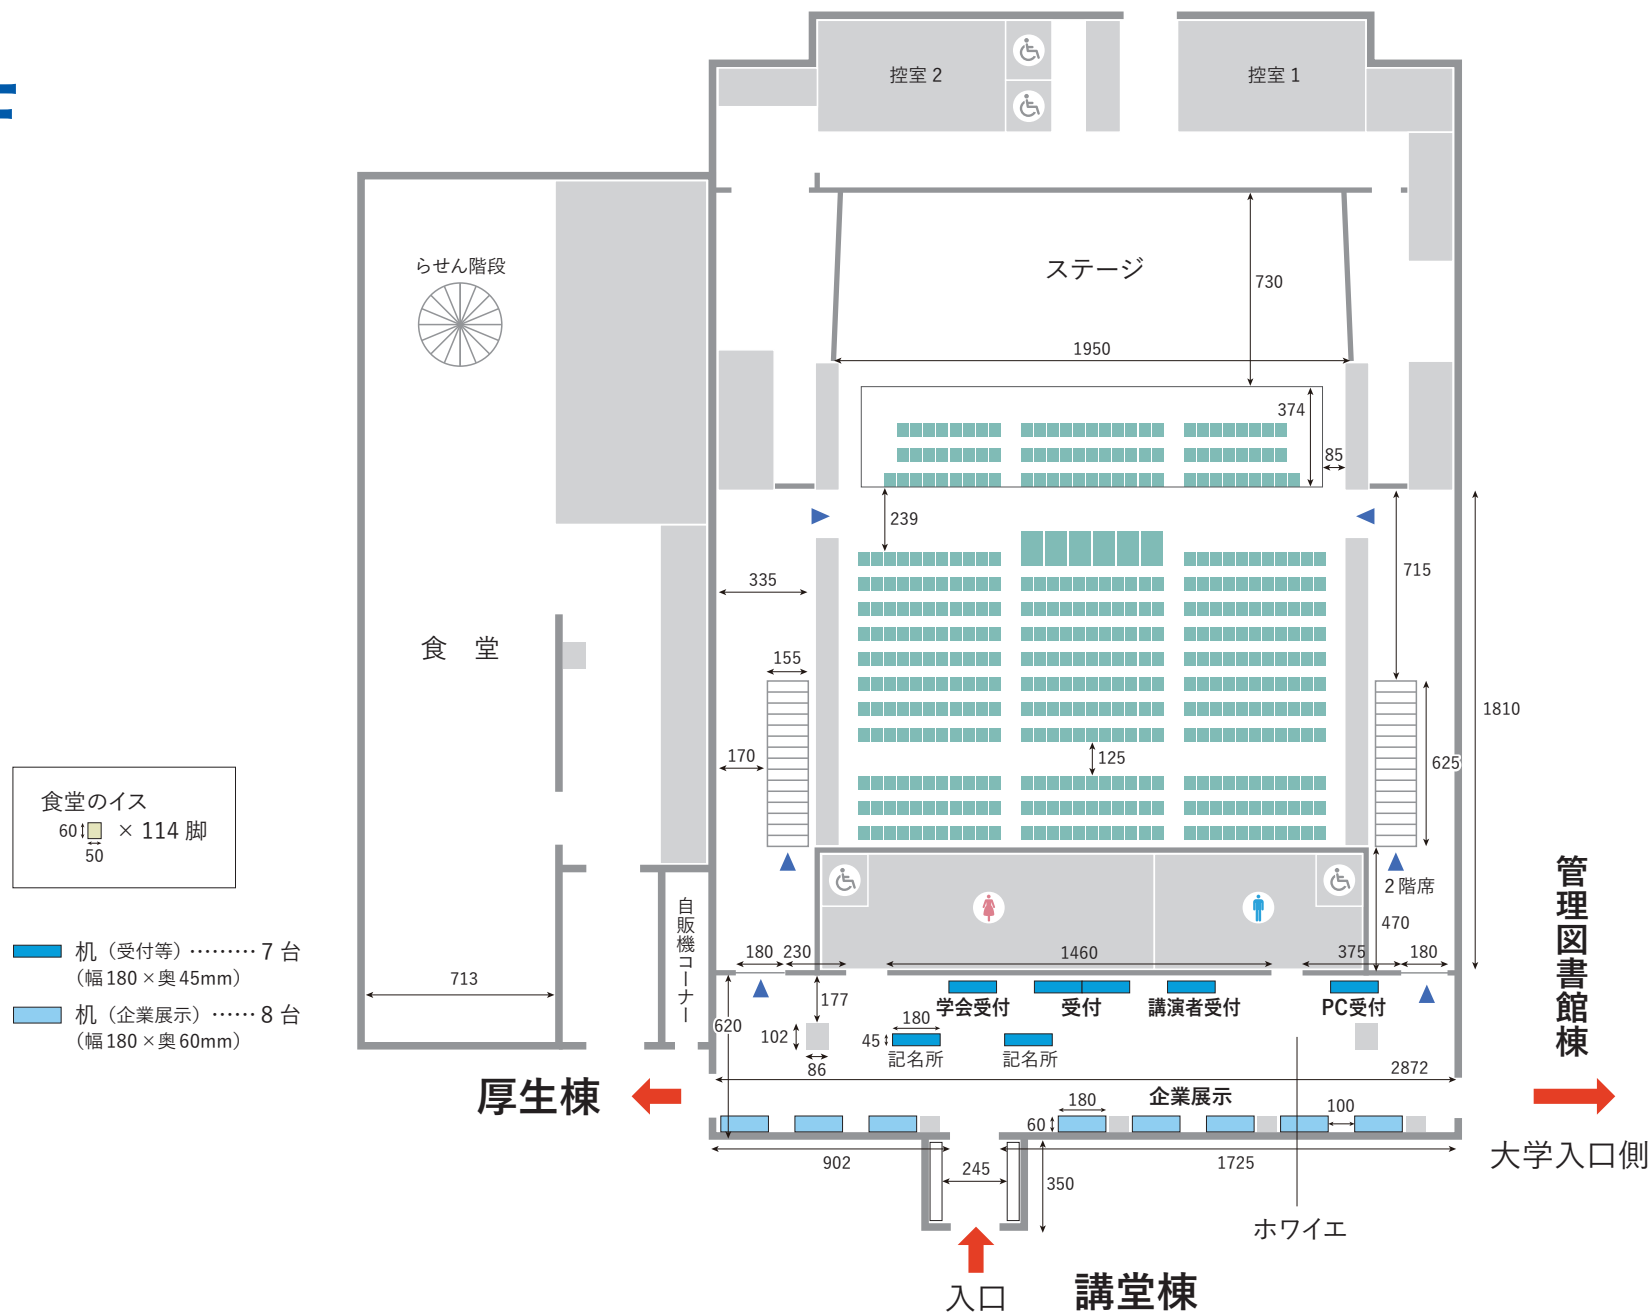 控室 2
控室 1
らせん階段
ステージ
730
1950
374
85
239
335
715
155
食　堂
1810
125
170
625
食堂のイス
60
× 114 脚
50
2 階席
470
管理図書館棟
自販機コーナー
机（受付等）⋯⋯⋯ 7 台
（幅 180 × 奥 45mm）
机（企業展示）⋯⋯ 8 台
（幅 180 × 奥 60mm）
180
230
1460
375
180
713
177
学会受付
受付
講演者受付
PC受付
620
102
180
45
記名所
記名所
86
2872
厚生棟
企業展示
180
100
60
902
245
1725
350
大学入口側
ホワイエ
入口
講堂棟